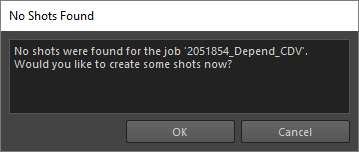 No Shots Found
No shots were found for the job '2051854_Depend_CDV'.
Would you like to create some shots now?
OK
Cancel